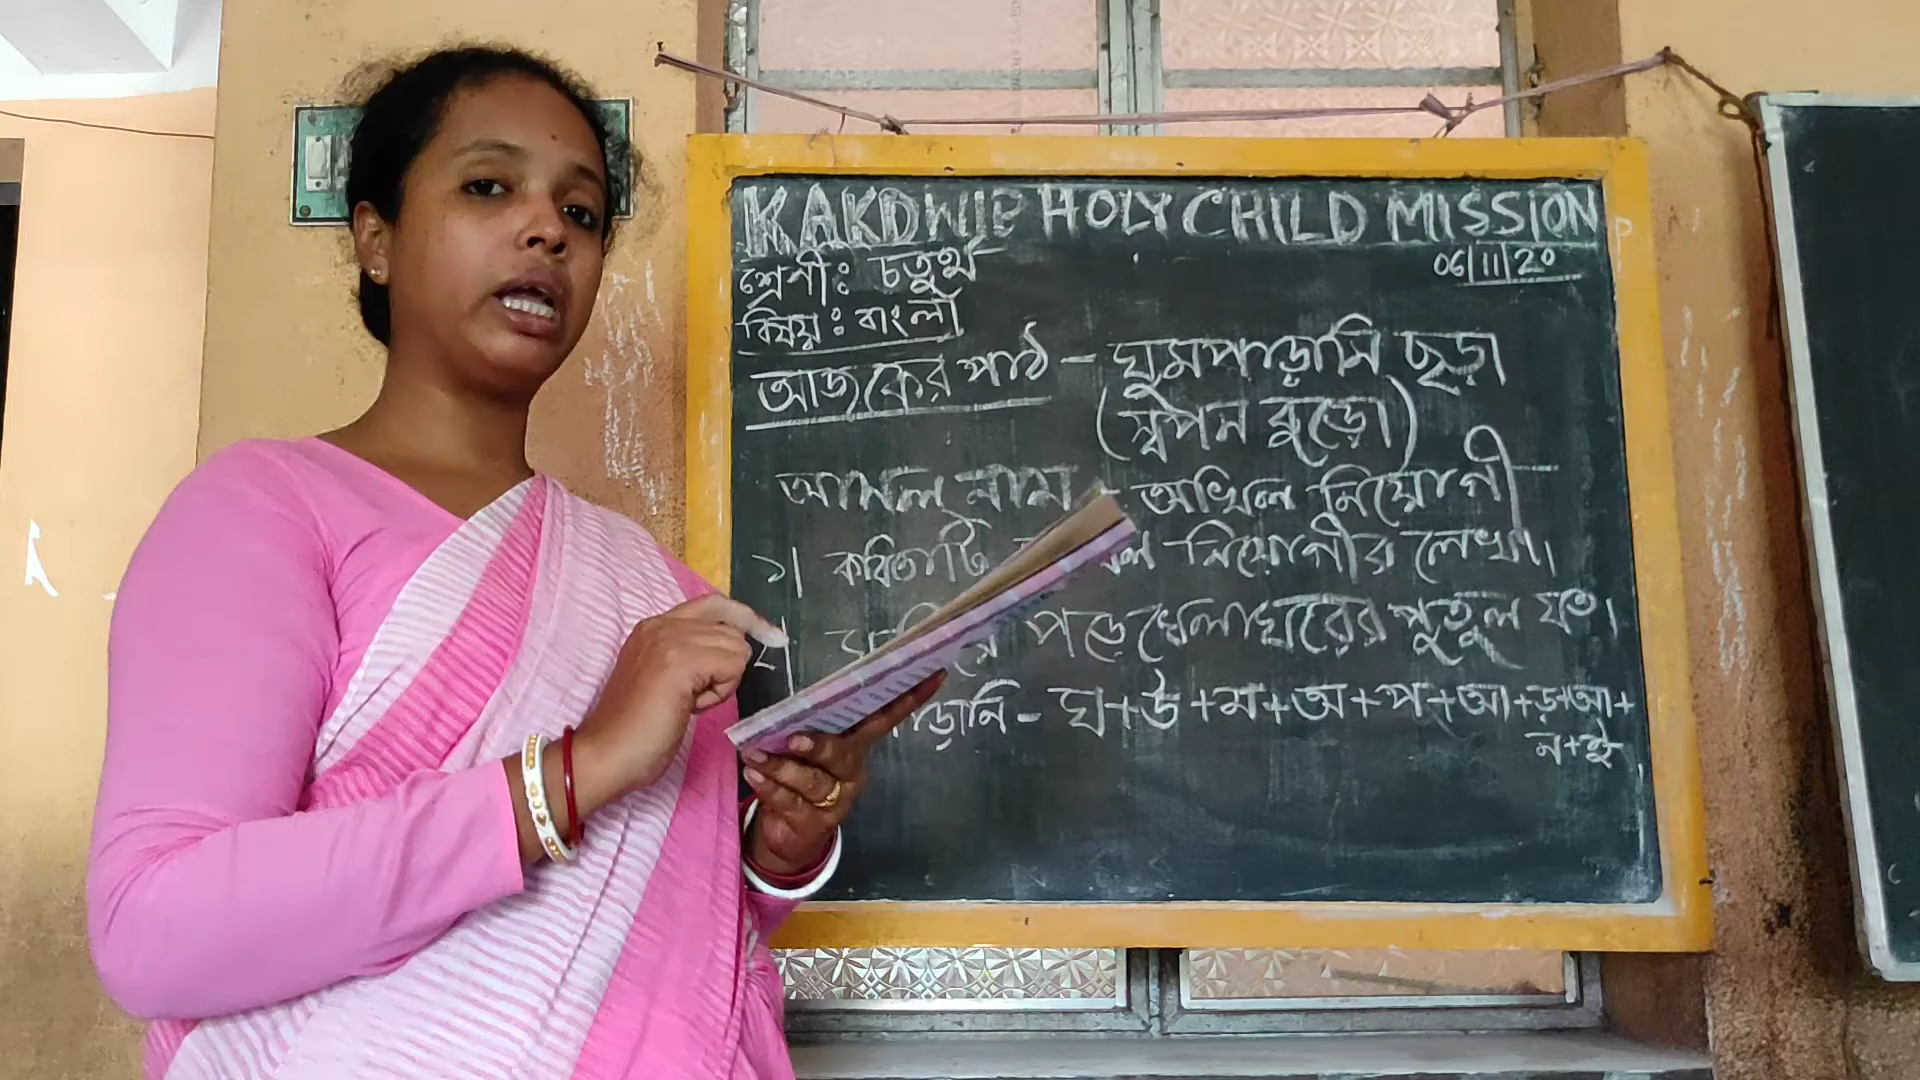 KAKDWIP HOLY CHILD MISSION
06/11/20
শ্রেণী: চতুর্থ
বিষয়: বাংলা
আজকের পাঠ - ঘুমপাড়ানি ছড়া
(স্বপন বুড়ো)
আসল নাম - অখিল নিয়োগী
১| কবিতাটি নিয়োগীর লেখা।
২| পড়ে খেলাঘরের পুতুল যত।
ড়ানি - ঘ+উ+ম+অ+প+আ+ড়+আ+
ন+ই